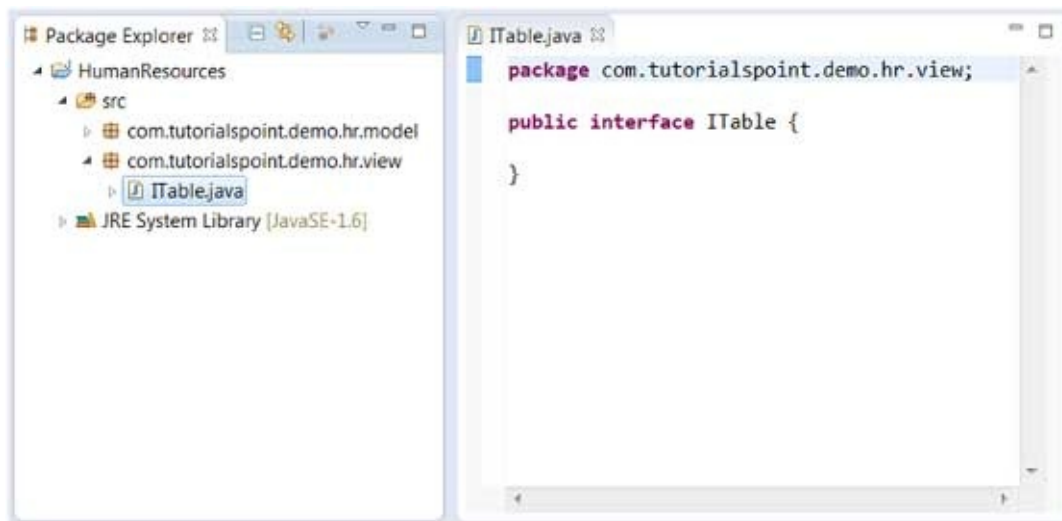 Package Explorer
HumanResources
src
com.tutorialspoint.demo.hr.model
com.tutorialspoint.demo.hr.view
ITable.java
JRE System Library [JavaSE-1.6]
ITable.java
package com.tutorialspoint.demo.hr.view;
public interface ITable {
}